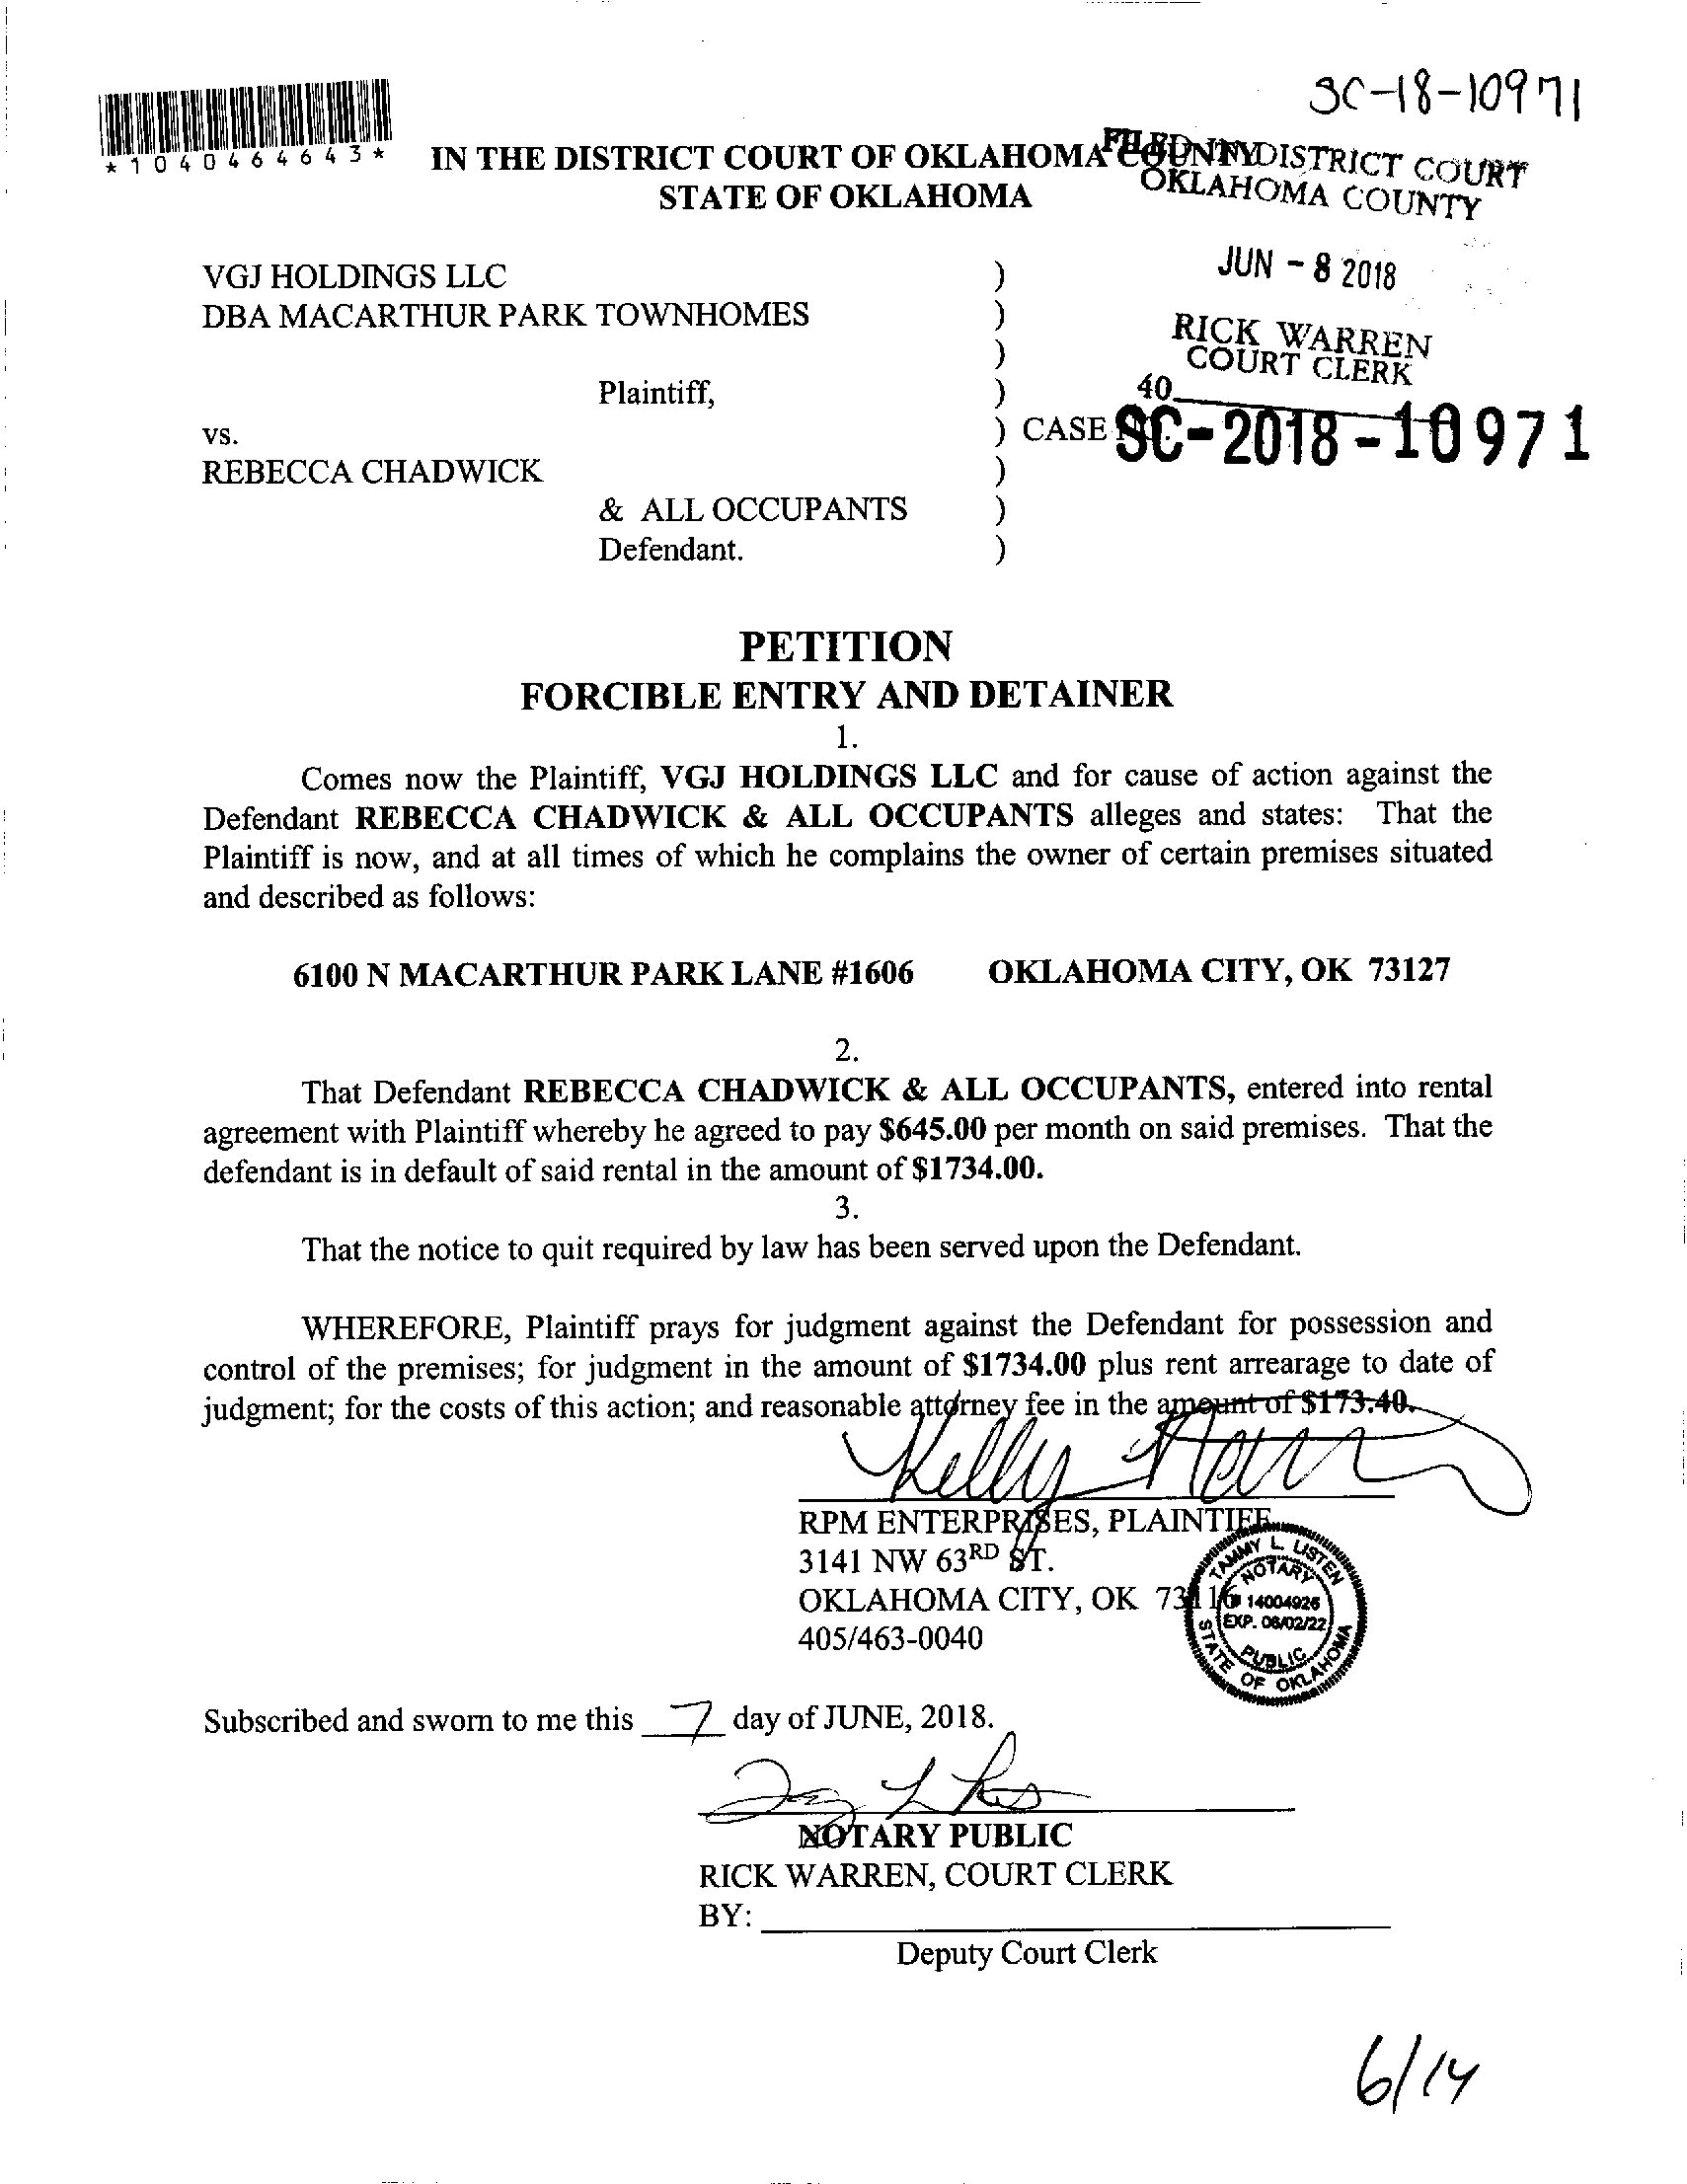 SC-18-10971
*1040464643*
IN THE DISTRICT COURT OF OKLAHOMA COUNTY
STATE OF OKLAHOMA
FILED IN DISTRICT COURT
OKLAHOMA COUNTY
JUN - 8 2018
RICK WARREN
COURT CLERK
40
VGJ HOLDINGS LLC )
DBA MACARTHUR PARK TOWNHOMES )
)
Plaintiff, )
vs. ) CASE NO. SC-2018-10971
REBECCA CHADWICK )
& ALL OCCUPANTS )
Defendant. )
PETITION
FORCIBLE ENTRY AND DETAINER
1.
Comes now the Plaintiff, VGJ HOLDINGS LLC and for cause of action against the
Defendant REBECCA CHADWICK & ALL OCCUPANTS alleges and states: That the
Plaintiff is now, and at all times of which he complains the owner of certain premises situated
and described as follows:
6100 N MACARTHUR PARK LANE #1606 OKLAHOMA CITY, OK 73127
2.
That Defendant REBECCA CHADWICK & ALL OCCUPANTS, entered into rental
agreement with Plaintiff whereby he agreed to pay $645.00 per month on said premises. That the
defendant is in default of said rental in the amount of $1734.00.
3.
That the notice to quit required by law has been served upon the Defendant.
WHEREFORE, Plaintiff prays for judgment against the Defendant for possession and
control of the premises; for judgment in the amount of $1734.00 plus rent arrearage to date of
judgment; for the costs of this action; and reasonable attorney fee in the amount of $173.40.
Kelly
RPM ENTERPRISES, PLAINTIFF
3141 NW 63RD ST.
OKLAHOMA CITY, OK 73116
405/463-0040
TAMMY L. LISTEN
NOTARY
# 14004926
EXP. 06/02/22
PUBLIC
STATE OF OKLAHOMA
Subscribed and sworn to me this 7 day of JUNE, 2018.
NOTARY PUBLIC
RICK WARREN, COURT CLERK
BY:
Deputy Court Clerk
6/14